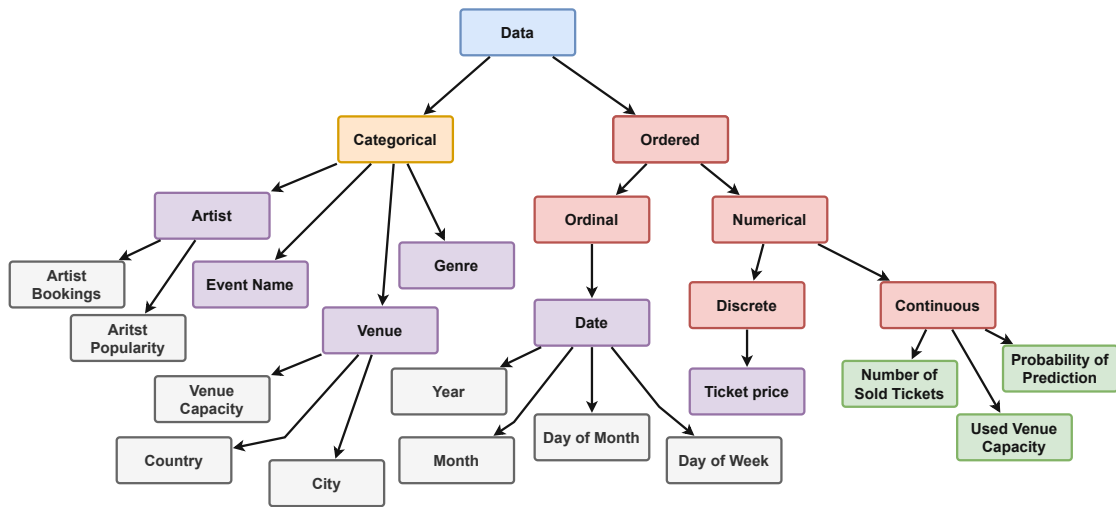 Data
Categorical
Ordered
Artist
Ordinal
Numerical
Genre
Artist
Bookings
Event Name
Aritst
Popularity
Venue
Date
Discrete
Continuous
Venue
Capacity
Year
Ticket price
Number of
Sold Tickets
Probability of
Prediction
Country
City
Month
Day of Month
Day of Week
Used Venue
Capacity